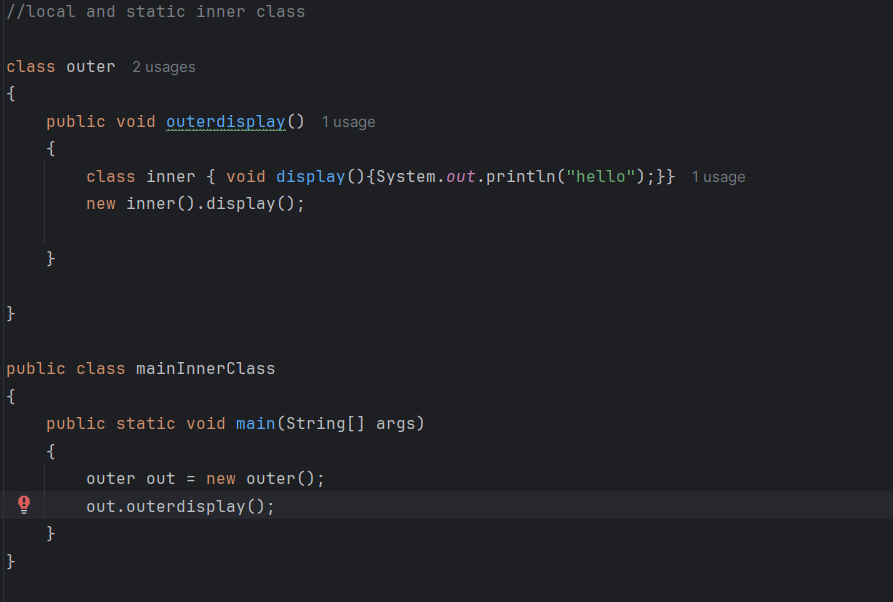 //local and static inner class
class outer 2 usages
{
public void outerdisplay() 1 usage
{
class inner { void display(){System.out.println("hello");}} 1 usage
new inner().display();
}
}
public class mainInnerClass
{
public static void main(String[] args)
{
outer out = new outer();
out.outerdisplay();
}
}